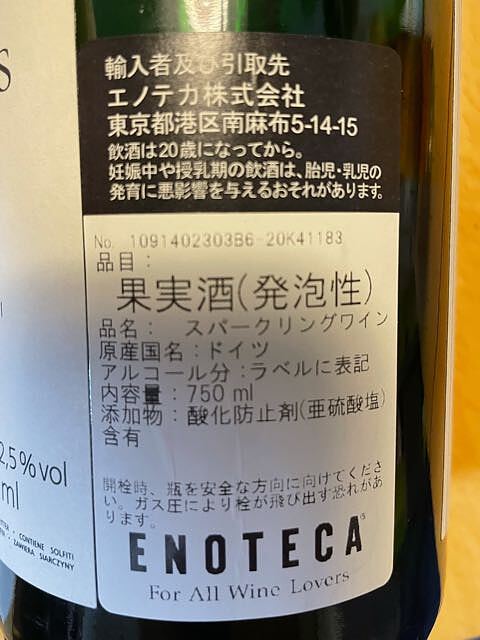 輸入者及び引取先
エノテカ株式会社
東京都港区南麻布5-14-15
飲酒は20歳になってから。
妊娠中や授乳期の飲酒は、胎児・乳児の
発育に悪影響を与えるおそれがあります。
No. 1091402303B6-20K41183
品目：
果実酒(発泡性)
品名： スパークリングワイン
原産国名：ドイツ
アルコール分：ラベルに表記
内容量：750 ml
添加物：酸化防止剤(亜硫酸塩)
含有
開栓時、瓶を安全な方向に向けてくださ
い。ガス圧により栓が飛び出す恐れがあ
ります。
ENOTECA
For All Wine Lovers
S
2,5%vol
ml
CONTIENE SOLFITI
ZAWIERA SIARCZYNY